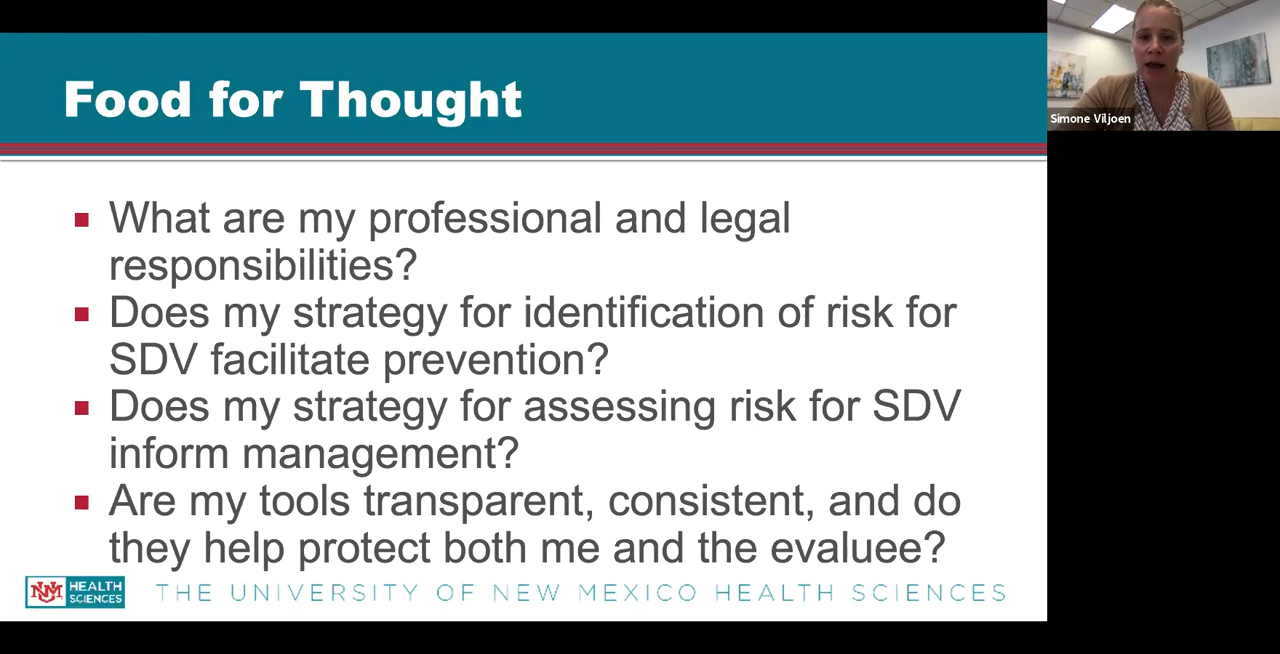 Food for Thought
Simone Viljoen
What are my professional and legal
responsibilities?
Does my strategy for identification of risk for
SDV facilitate prevention?
Does my strategy for assessing risk for SDV
inform management?
Are my tools transparent, consistent, and do
they help protect both me and the evaluee?
UNM HEALTH SCIENCES
THE UNIVERSITY OF NEW MEXICO HEALTH SCIENCES